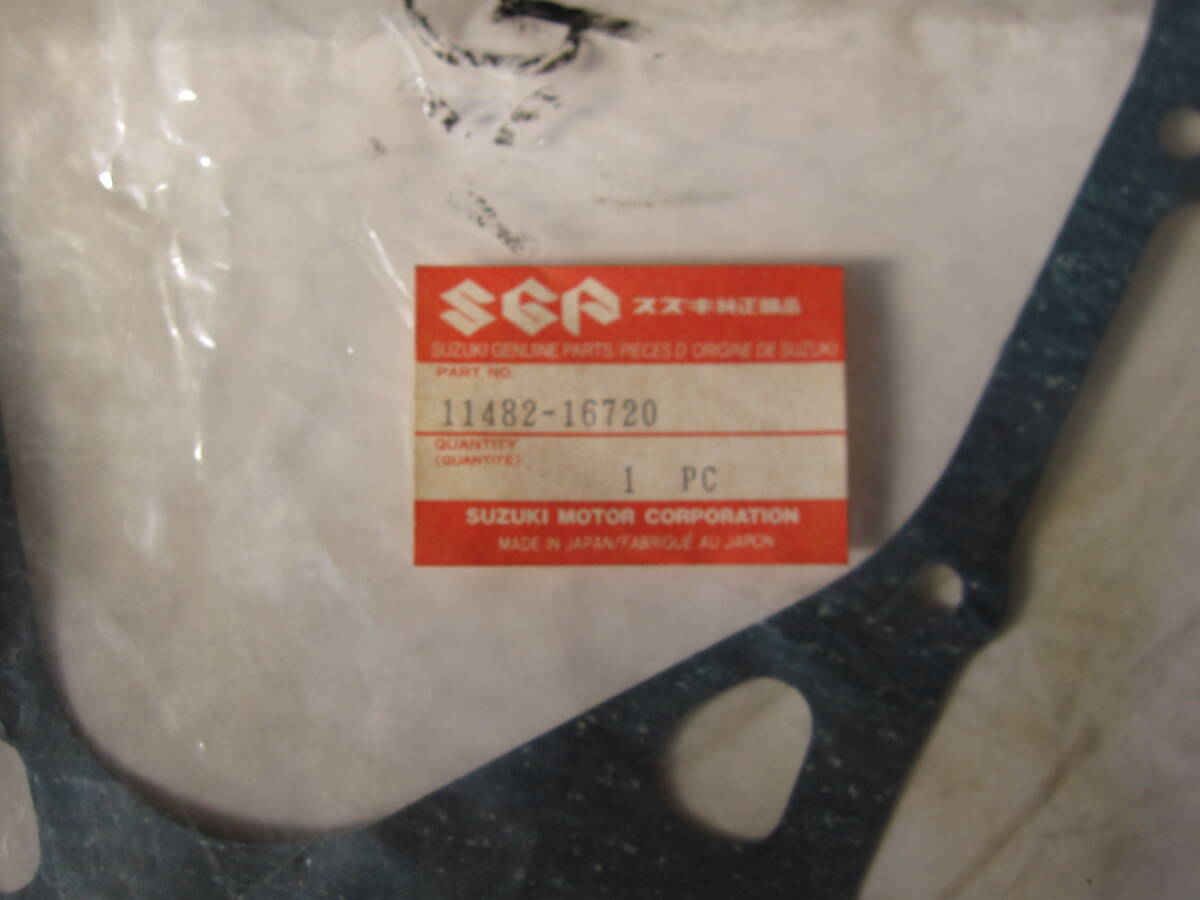 SGP スズキ純正部品
SUZUKI GENUINE PARTS/PIECES D'ORIGINE DE SUZUKI
PART NO.
11482-16720
QUANTITY
(QUANTITE)
1 PC
SUZUKI MOTOR CORPORATION
MADE IN JAPAN/FABRIQUÉ AU JAPON